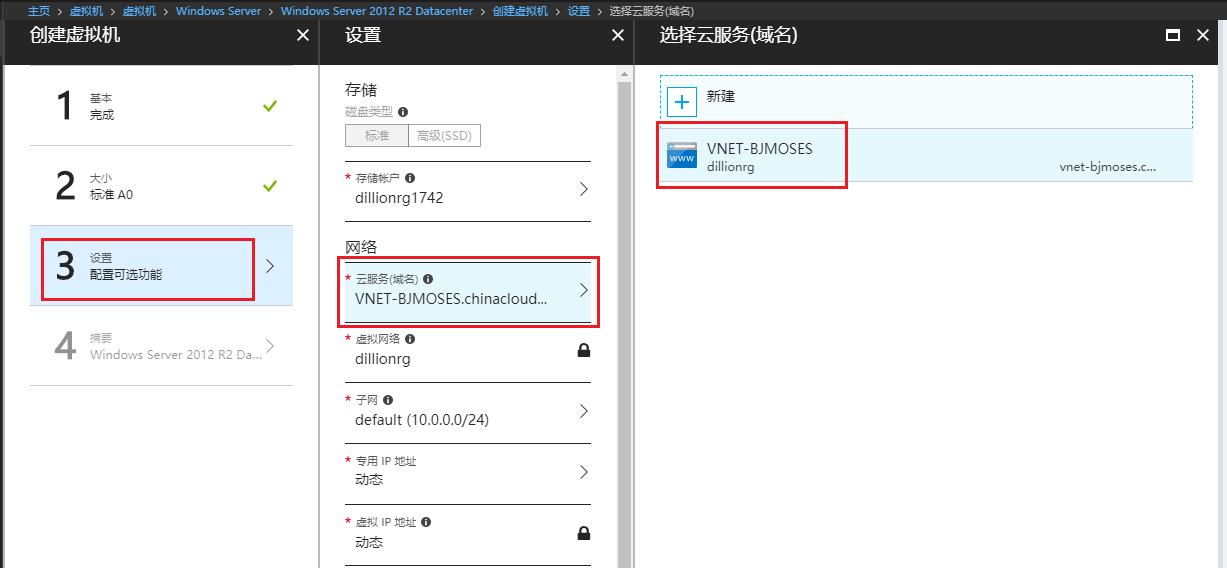 主页 > 虚拟机 > 虚拟机 > Windows Server > Windows Server 2012 R2 Datacenter > 创建虚拟机 > 设置 > 选择云服务(域名)
创建虚拟机
1
基本
完成
2
大小
标准 A0
3
设置
配置可选功能
4
摘要
Windows Server 2012 R2 Da...
设置
存储
磁盘类型
标准
高级(SSD)
* 存储帐户
dillionrg1742
网络
* 云服务(域名)
VNET-BJMOSES.chinacloud...
* 虚拟网络
dillionrg
* 子网
default (10.0.0.0/24)
* 专用 IP 地址
动态
* 虚拟 IP 地址
动态
选择云服务(域名)
新建
www
VNET-BJMOSES
dillionrg
vnet-bjmoses.c...